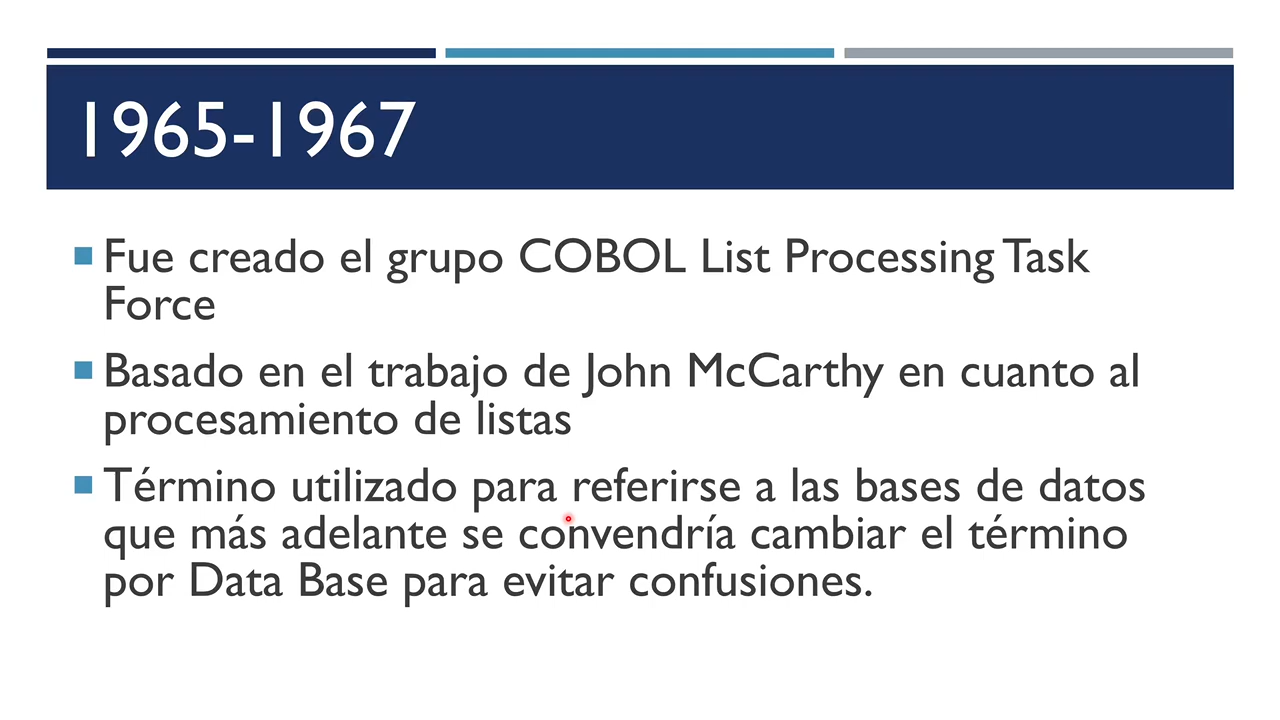 1965-1967
Fue creado el grupo COBOL List Processing Task
Force
Basado en el trabajo de John McCarthy en cuanto al
procesamiento de listas
Término utilizado para referirse a las bases de datos
que más adelante se convendría cambiar el término
por Data Base para evitar confusiones.